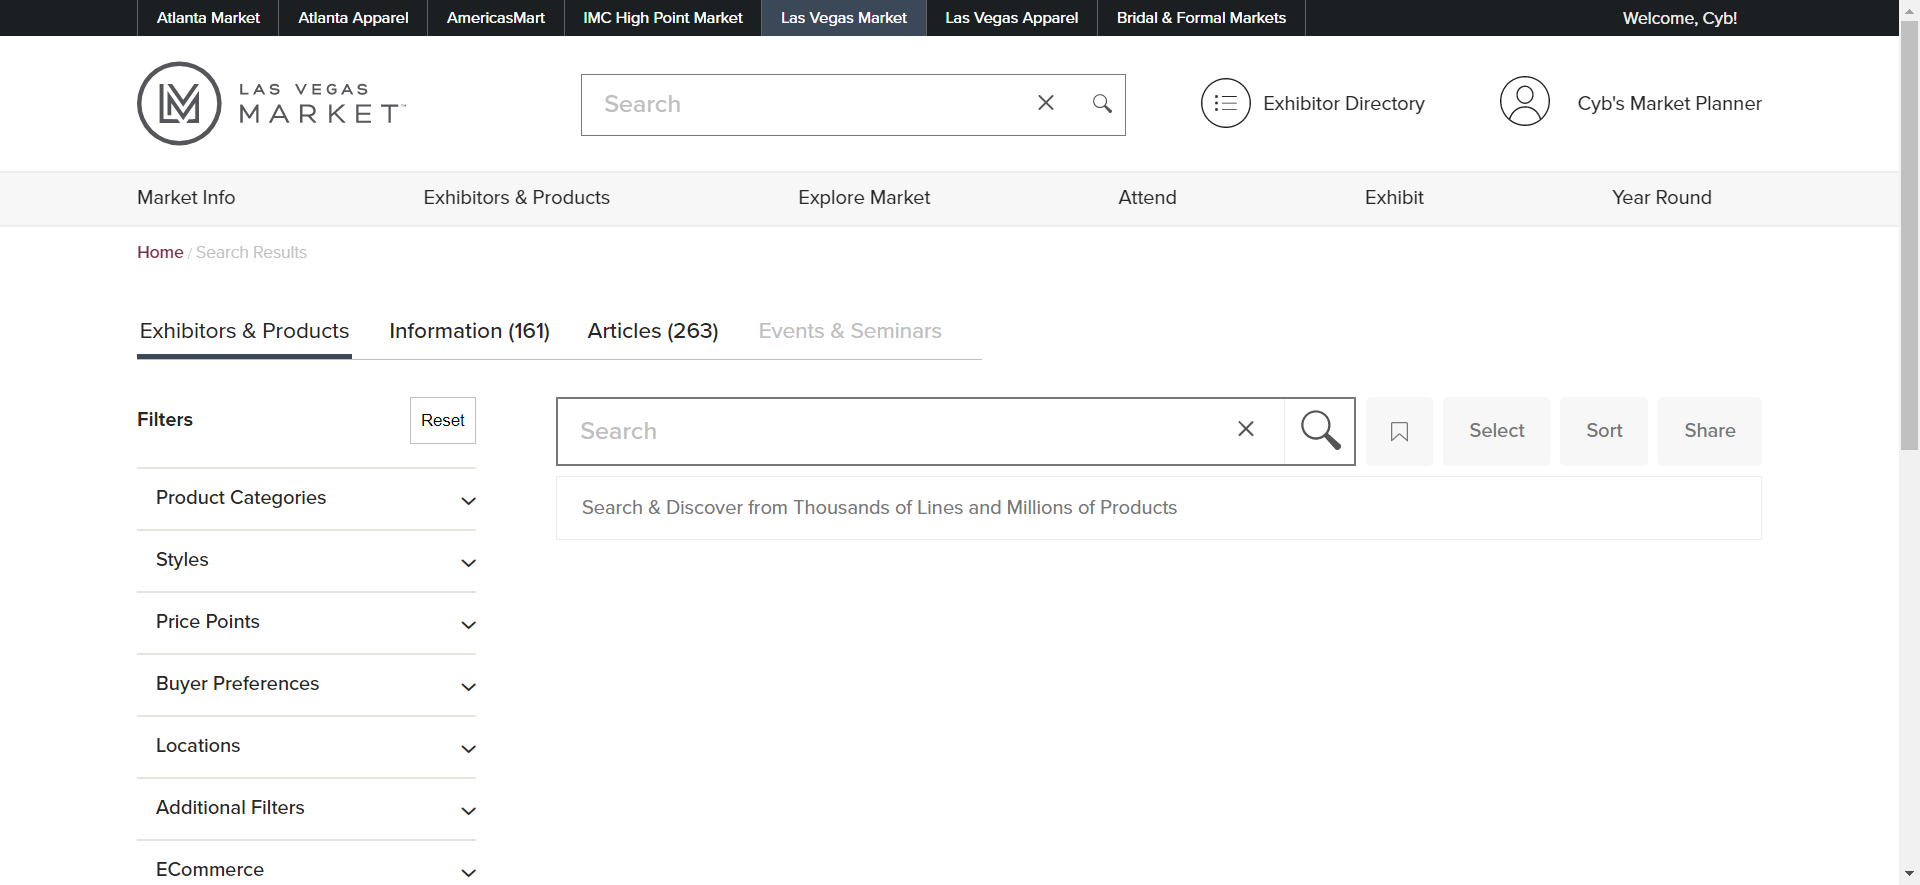 Atlanta Market
Atlanta Apparel
AmericasMart
IMC High Point Market
Las Vegas Market
Las Vegas Apparel
Bridal & Formal Markets
Welcome, Cyb!
LAS VEGAS
MARKET™
Search
Exhibitor Directory
Cyb's Market Planner
Market Info
Exhibitors & Products
Explore Market
Attend
Exhibit
Year Round
Home / Search Results
Exhibitors & Products
Information (161)
Articles (263)
Events & Seminars
Filters
Reset
Product Categories
Styles
Price Points
Buyer Preferences
Locations
Additional Filters
ECommerce
Search
Select
Sort
Share
Search & Discover from Thousands of Lines and Millions of Products